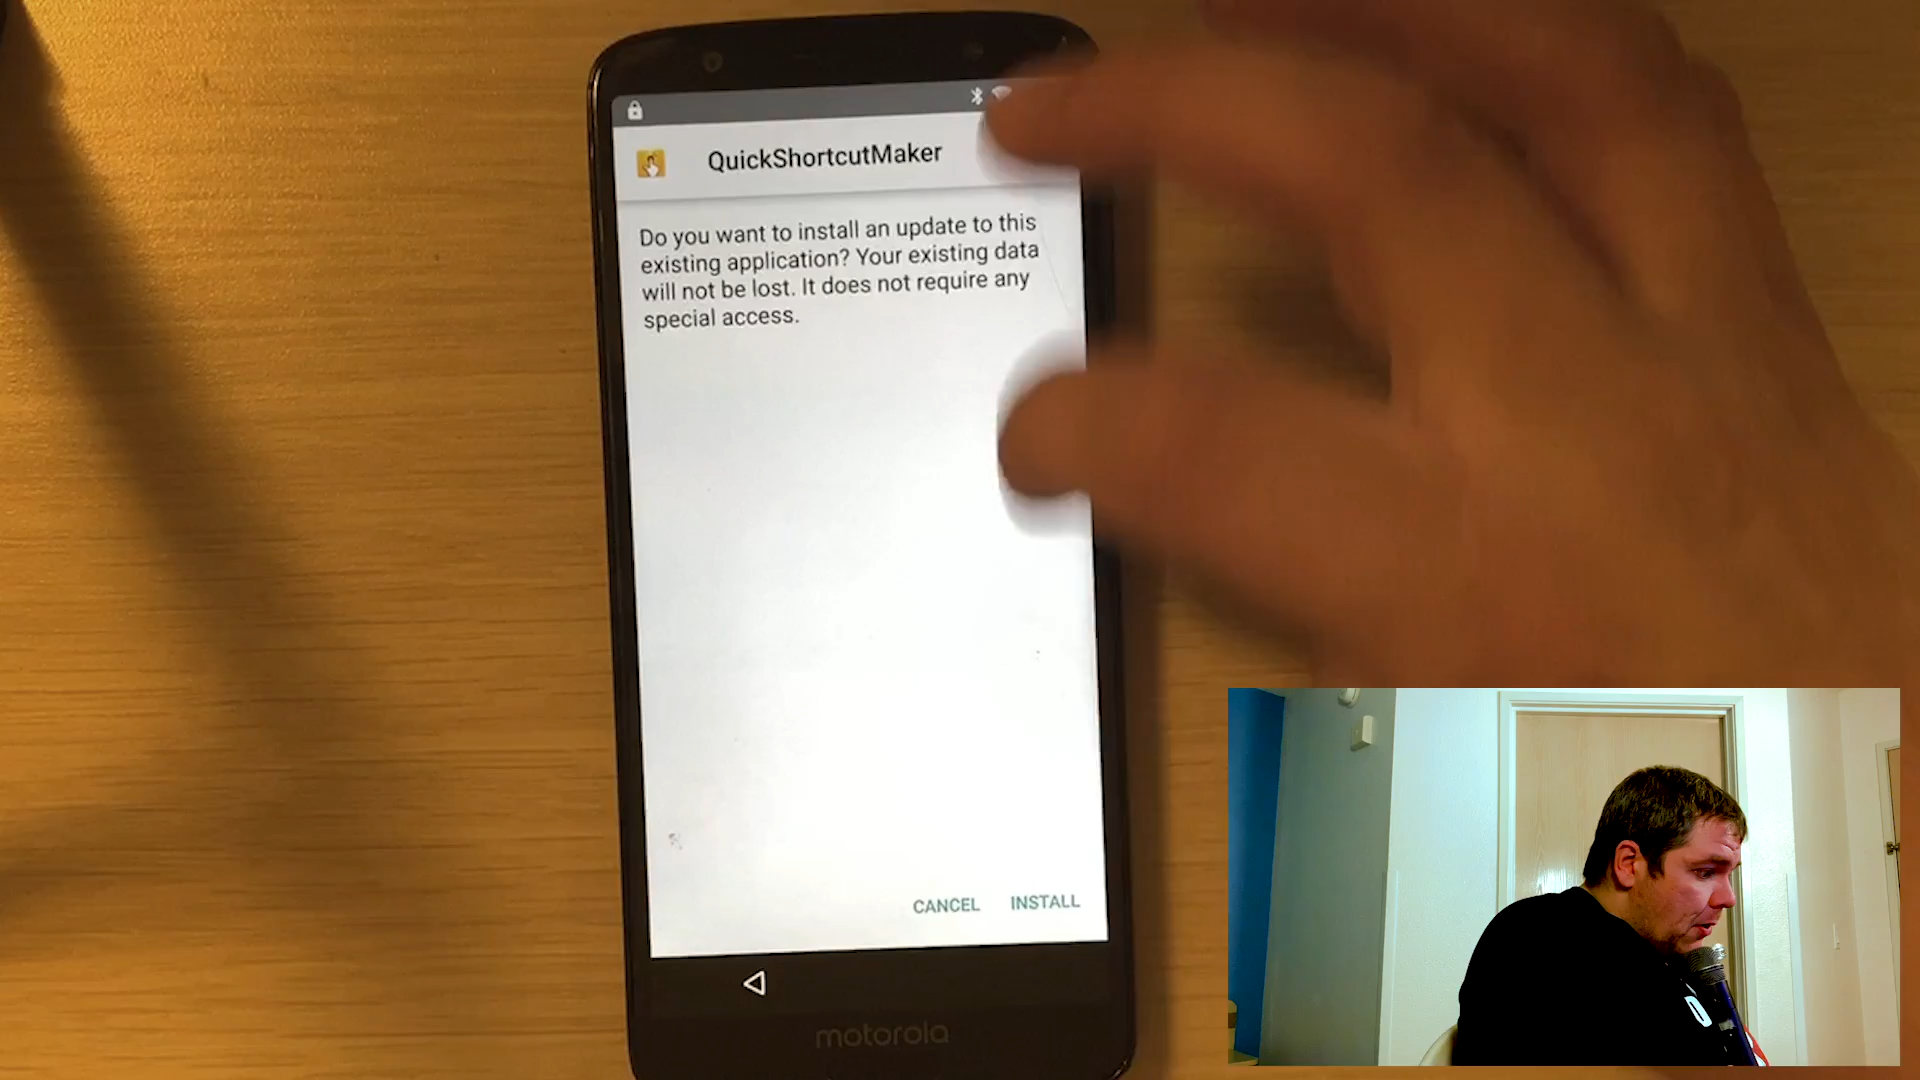 QuickShortcutMaker
Do you want to install an update to this
existing application? Your existing data
will not be lost. It does not require any
special access.
CANCEL INSTALL
motorola